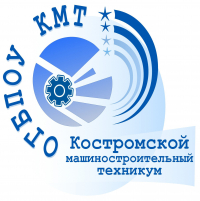 ОГБПОУ КМТ
Костромской
машиностроительный
техникум